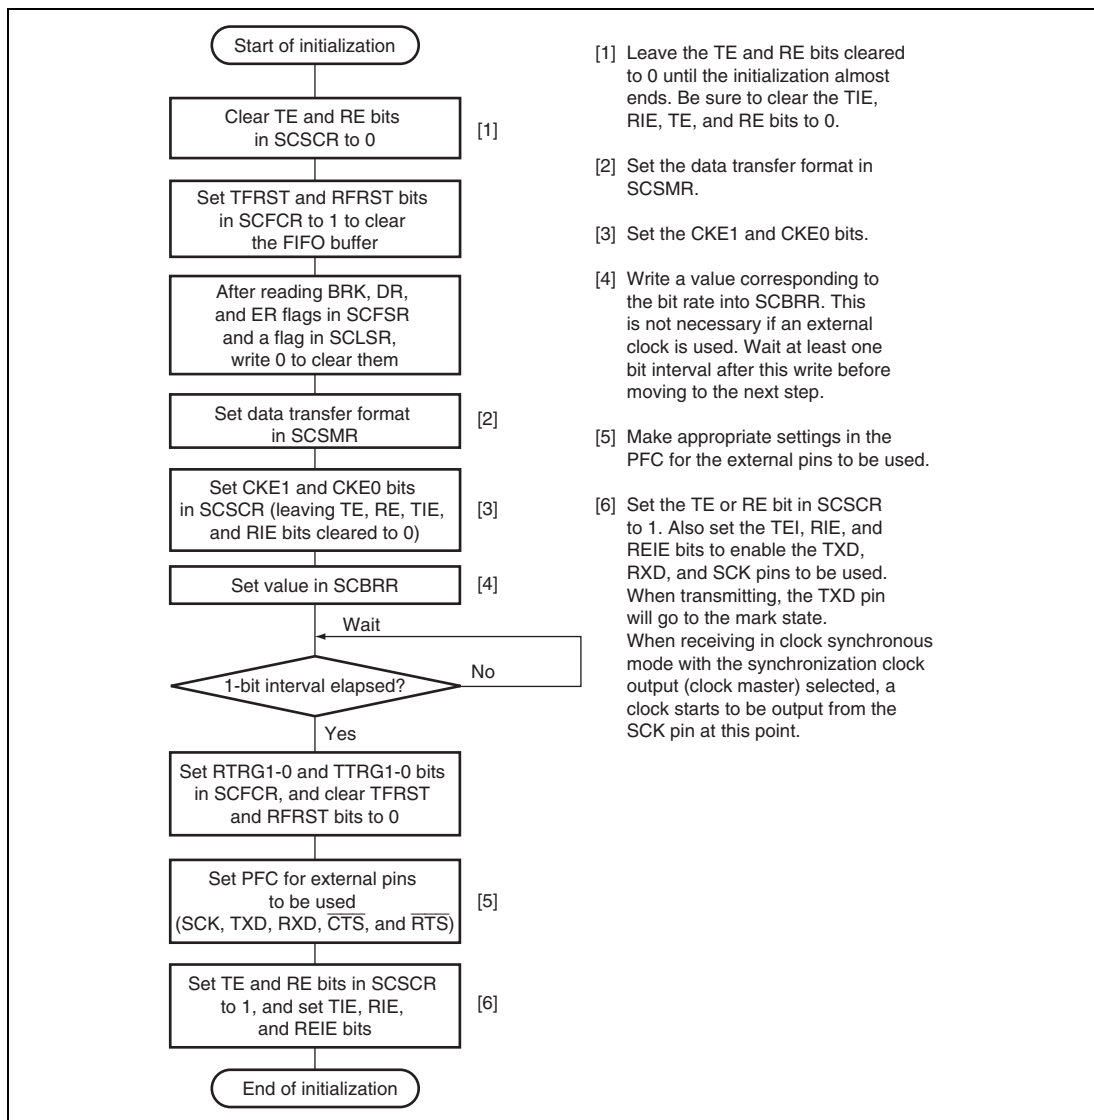 Start of initialization
Clear TE and RE bits
in SCSCR to 0
[1]
Set TFRST and RFRST bits
in SCFCR to 1 to clear
the FIFO buffer
After reading BRK, DR,
and ER flags in SCFSR
and a flag in SCLSR,
write 0 to clear them
Set data transfer format
in SCSMR
[2]
Set CKE1 and CKE0 bits
in SCSCR (leaving TE, RE, TIE,
and RIE bits cleared to 0)
[3]
Set value in SCBRR
[4]
Wait
1-bit interval elapsed?
No
Yes
Set RTRG1-0 and TTRG1-0 bits
in SCFCR, and clear TFRST
and RFRST bits to 0
Set PFC for external pins
to be used
(SCK, TXD, RXD, C̅T̅S̅, and R̅T̅S̅)
[5]
Set TE and RE bits in SCSCR
to 1, and set TIE, RIE,
and REIE bits
[6]
End of initialization
[1] Leave the TE and RE bits cleared
to 0 until the initialization almost
ends. Be sure to clear the TIE,
RIE, TE, and RE bits to 0.
[2] Set the data transfer format in
SCSMR.
[3] Set the CKE1 and CKE0 bits.
[4] Write a value corresponding to
the bit rate into SCBRR. This
is not necessary if an external
clock is used. Wait at least one
bit interval after this write before
moving to the next step.
[5] Make appropriate settings in the
PFC for the external pins to be used.
[6] Set the TE or RE bit in SCSCR
to 1. Also set the TEI, RIE, and
REIE bits to enable the TXD,
RXD, and SCK pins to be used.
When transmitting, the TXD pin
will go to the mark state.
When receiving in clock synchronous
mode with the synchronization clock
output (clock master) selected, a
clock starts to be output from the
SCK pin at this point.